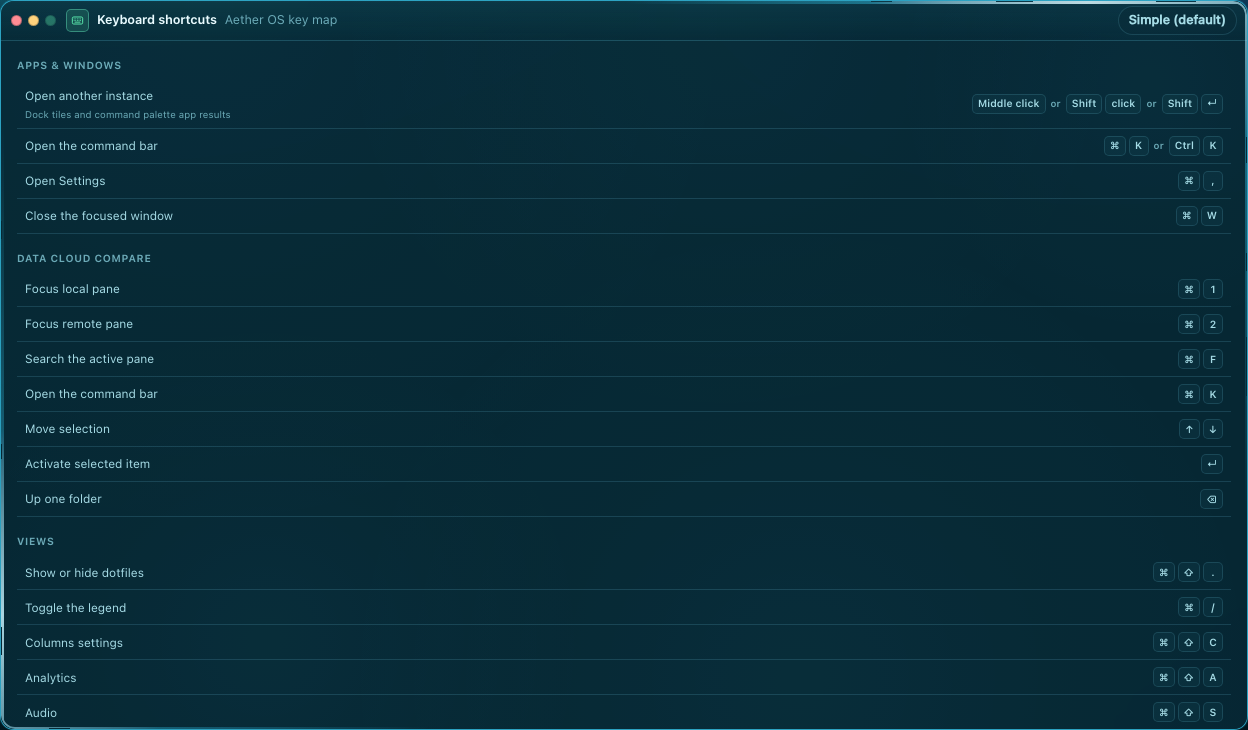 Keyboard shortcuts Aether OS key map Simple (default)
APPS & WINDOWS
Open another instance Middle click or Shift click or Shift ↵
Dock tiles and command palette app results
Open the command bar ⌘ K or Ctrl K
Open Settings ⌘ ,
Close the focused window ⌘ W
DATA CLOUD COMPARE
Focus local pane ⌘ 1
Focus remote pane ⌘ 2
Search the active pane ⌘ F
Open the command bar ⌘ K
Move selection ↑ ↓
Activate selected item ↵
Up one folder ⌫
VIEWS
Show or hide dotfiles ⌘ ⇧ .
Toggle the legend ⌘ /
Columns settings ⌘ ⇧ C
Analytics ⌘ ⇧ A
Audio ⌘ ⇧ S